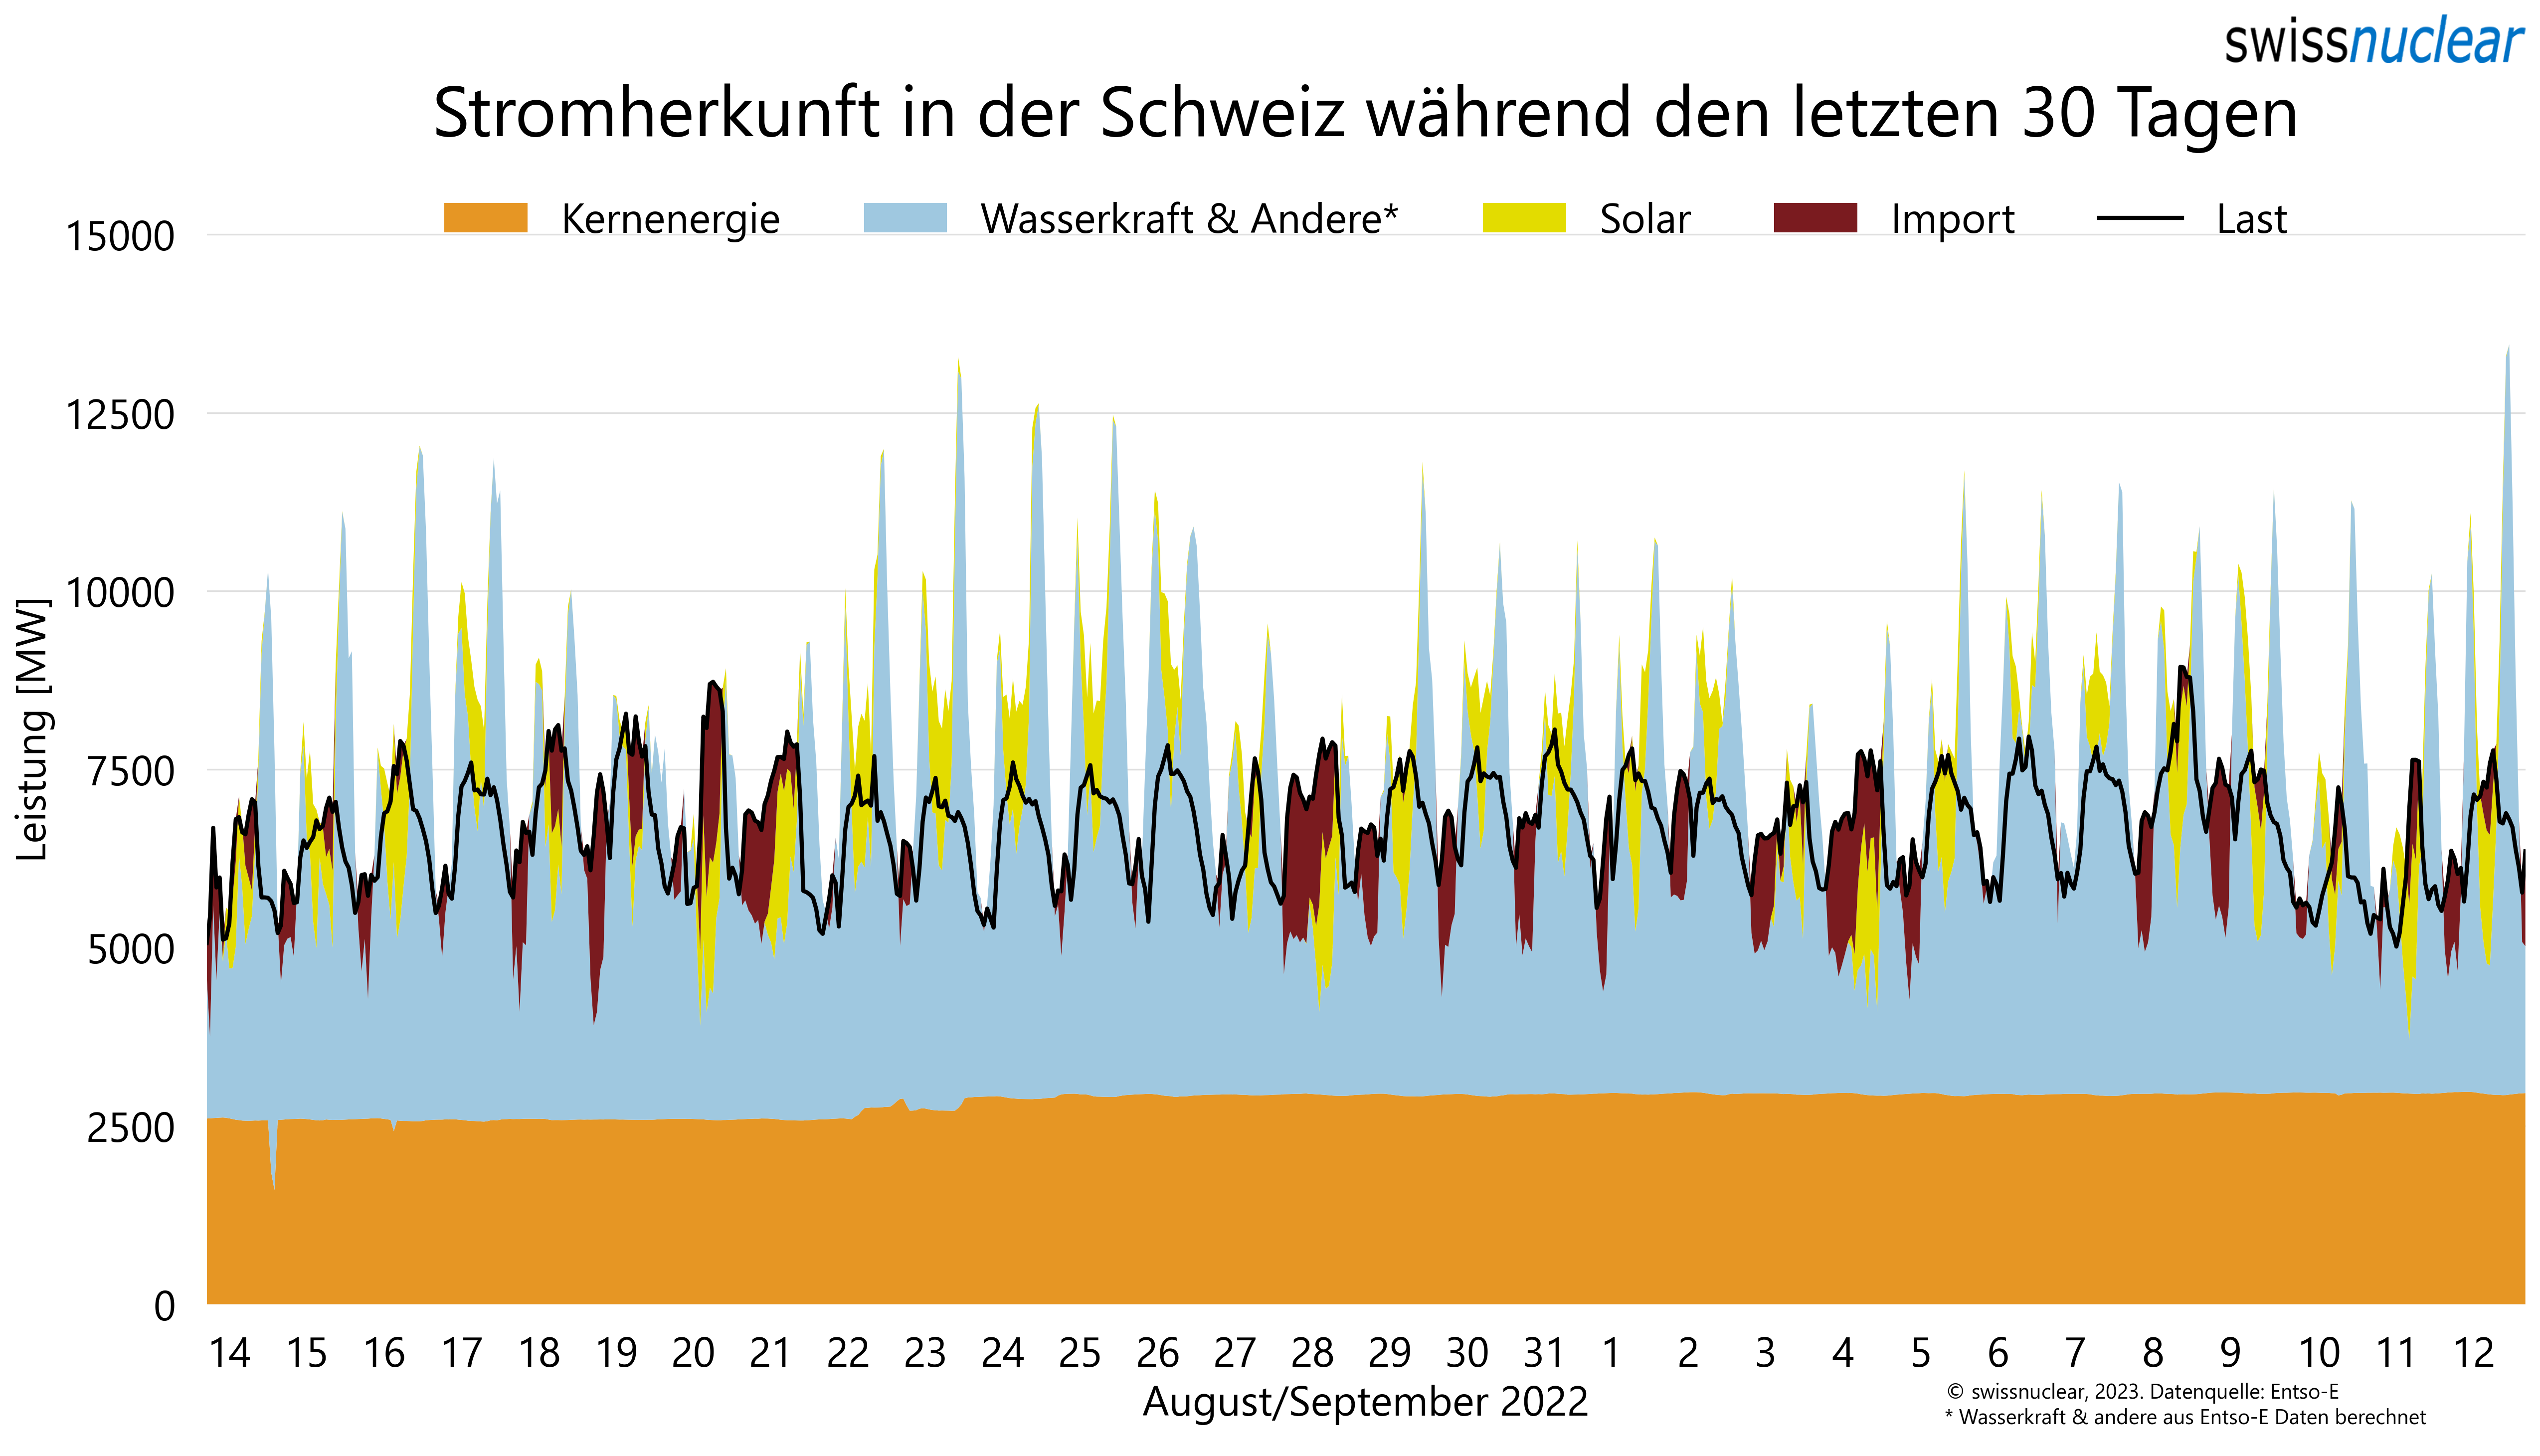 swissnuclear
Stromherkunft in der Schweiz während den letzten 30 Tagen
Kernenergie Wasserkraft & Andere* Solar Import Last
15000
12500
10000
7500
5000
2500
0
Leistung [MW]
14 15 16 17 18 19 20 21 22 23 24 25 26 27 28 29 30 31 1 2 3 4 5 6 7 8 9 10 11 12
August/September 2022
© swissnuclear, 2023. Datenquelle: Entso-E
* Wasserkraft & andere aus Entso-E Daten berechnet